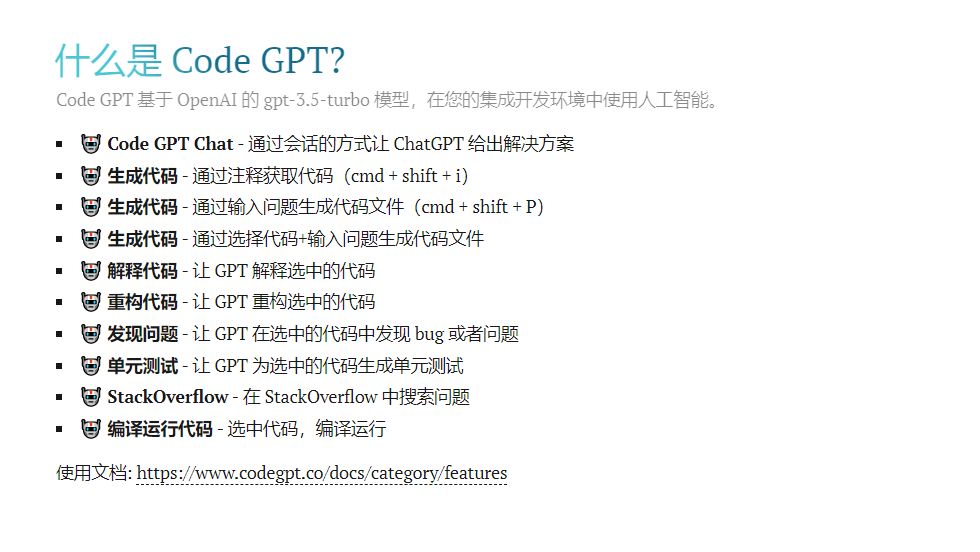 什么是 Code GPT?
Code GPT 基于 OpenAI 的 gpt-3.5-turbo 模型，在您的集成开发环境中使用人工智能。
Code GPT Chat - 通过会话的方式让 ChatGPT 给出解决方案
生成代码 - 通过注释获取代码（cmd + shift + i）
生成代码 - 通过输入问题生成代码文件（cmd + shift + P）
生成代码 - 通过选择代码+输入问题生成代码文件
解释代码 - 让 GPT 解释选中的代码
重构代码 - 让 GPT 重构选中的代码
发现问题 - 让 GPT 在选中的代码中发现 bug 或者问题
单元测试 - 让 GPT 为选中的代码生成单元测试
StackOverflow - 在 StackOverflow 中搜索问题
编译运行代码 - 选中代码，编译运行
使用文档: https://www.codegpt.co/docs/category/features